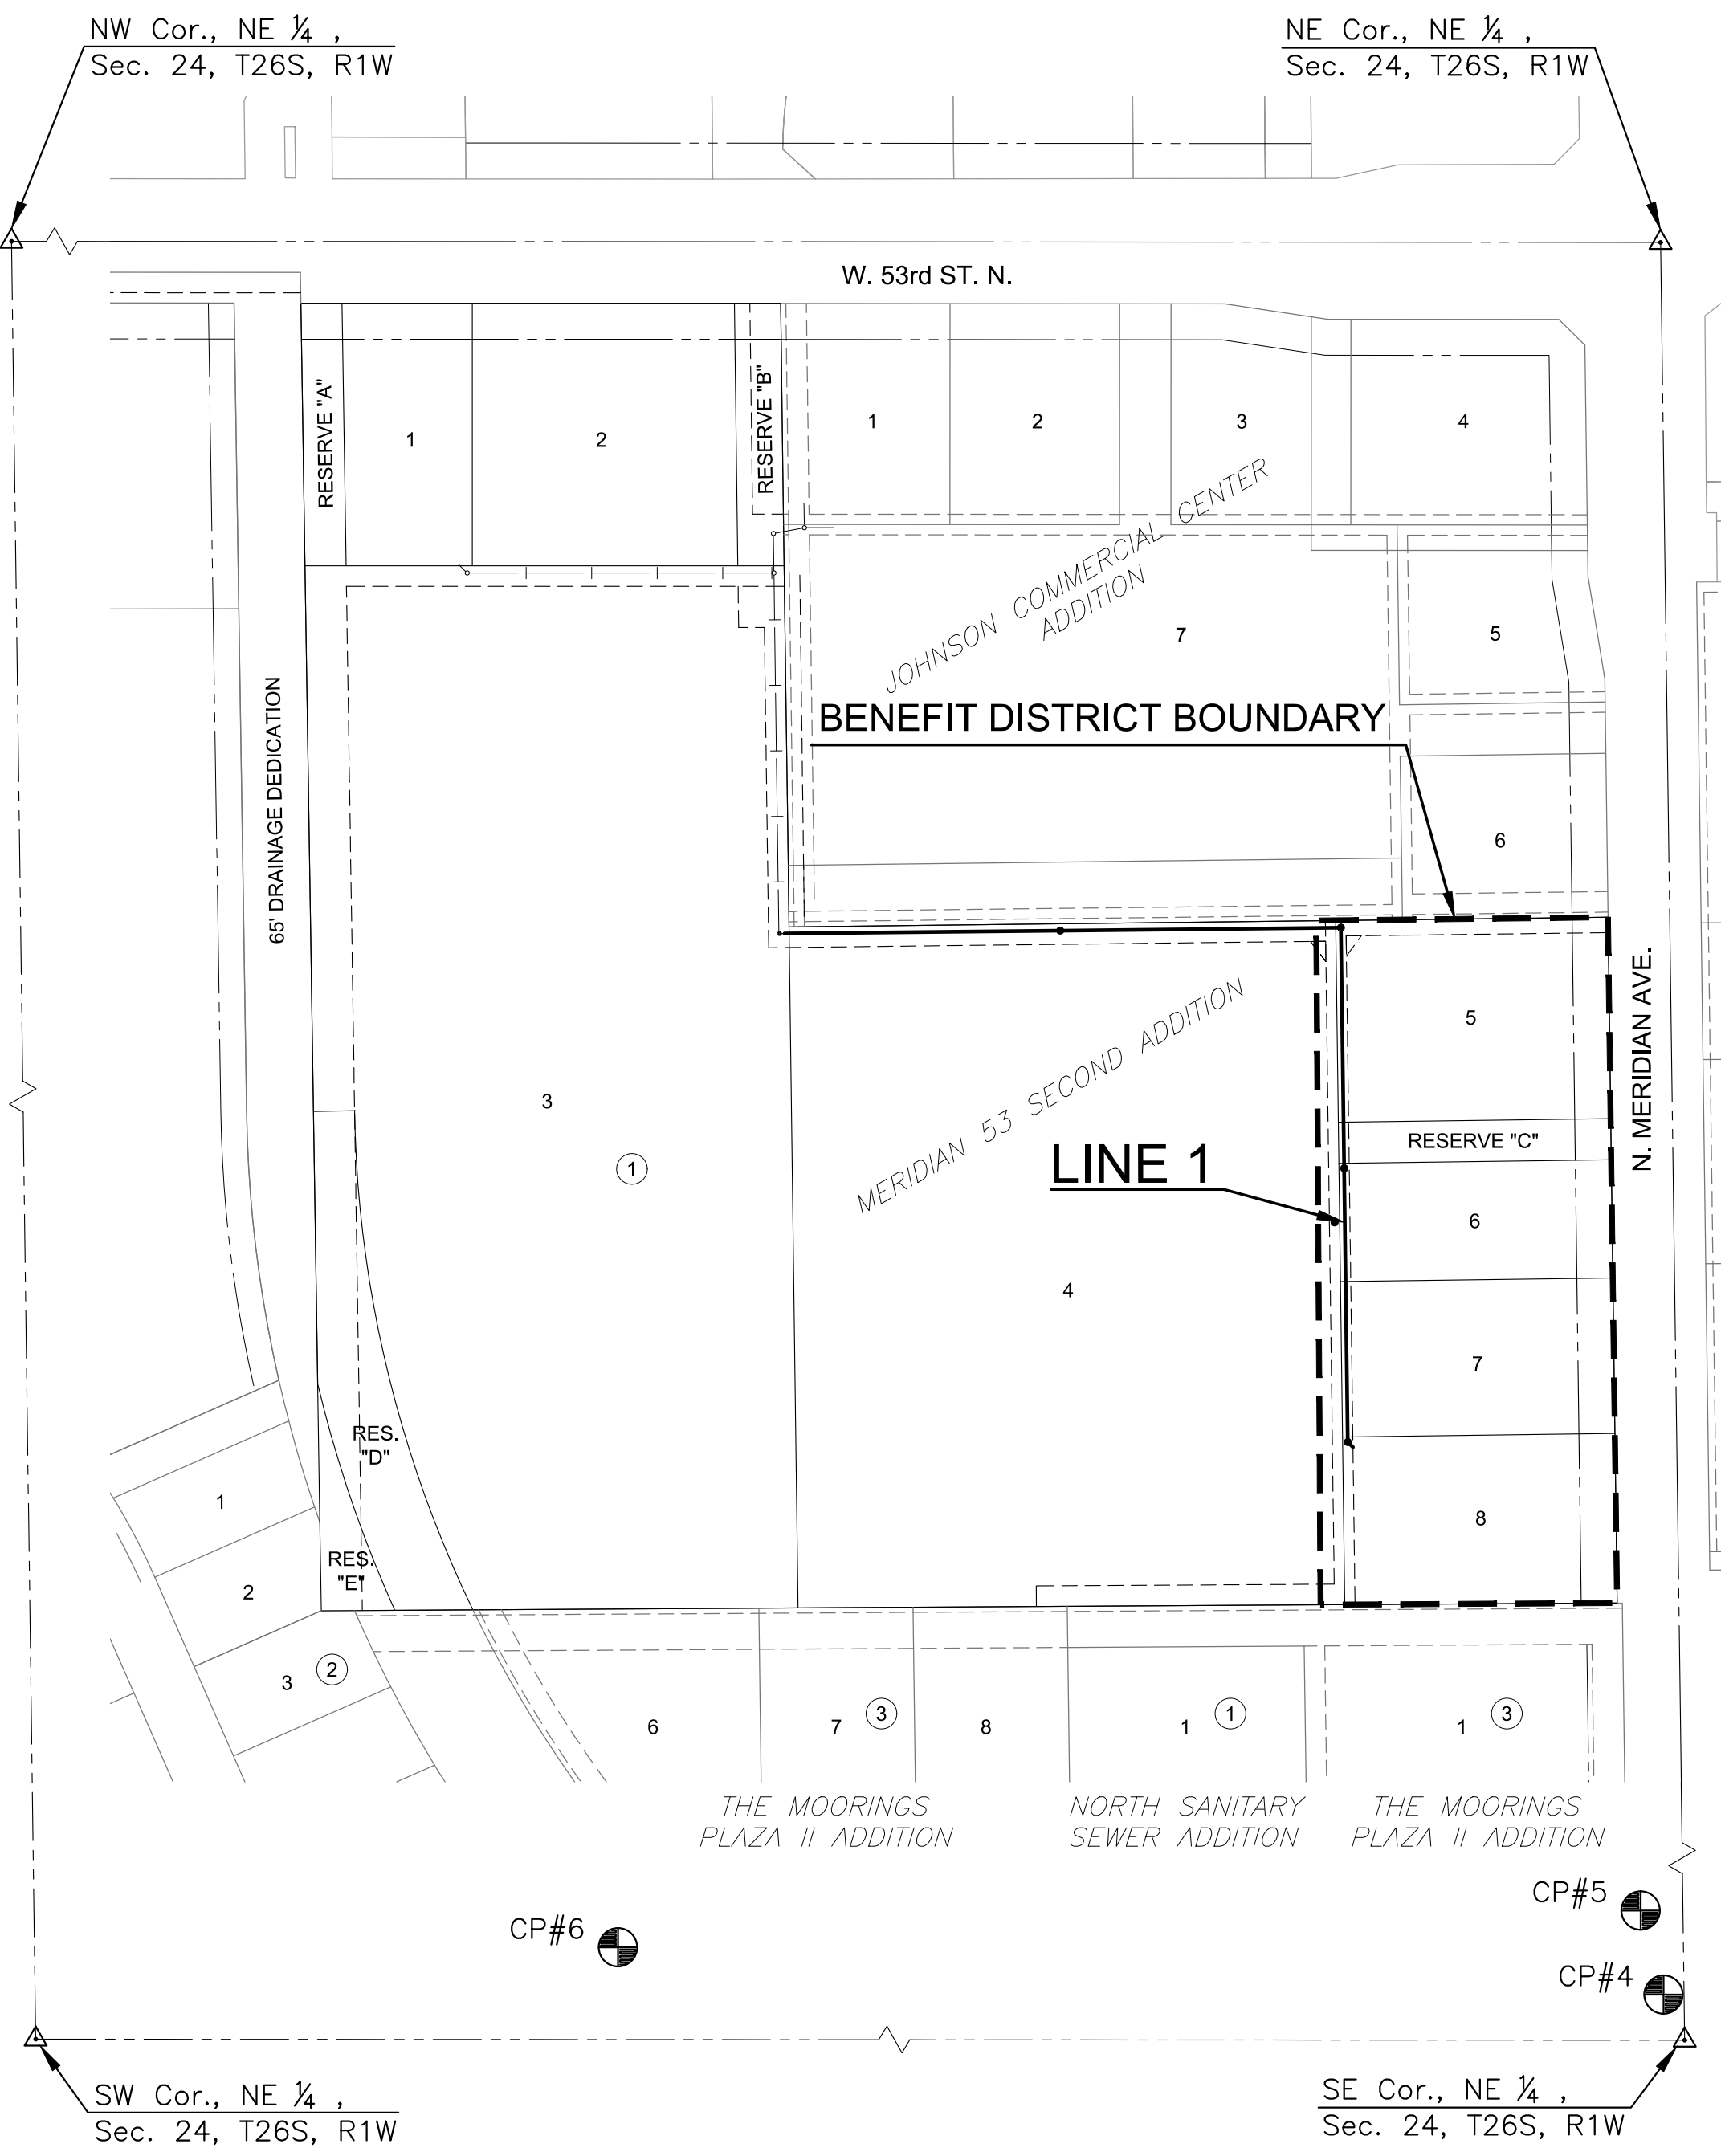 NW Cor., NE ¼ ,
Sec. 24, T26S, R1W
NE Cor., NE ¼ ,
Sec. 24, T26S, R1W
W. 53rd ST. N.
RESERVE "A"
1
2
RESERVE "B"
1
2
3
4
JOHNSON COMMERCIAL CENTER
ADDITION
7
5
6
BENEFIT DISTRICT BOUNDARY
65' DRAINAGE DEDICATION
N. MERIDIAN AVE.
3
1
MERIDIAN 53 SECOND ADDITION
LINE 1
4
5
RESERVE "C"
6
7
8
RES.
"D"
RES.
"E"
1
2
3
2
6
7
3
8
1
1
1
3
THE MOORINGS
PLAZA II ADDITION
NORTH SANITARY
SEWER ADDITION
THE MOORINGS
PLAZA II ADDITION
CP#5
CP#6
CP#4
SW Cor., NE ¼ ,
Sec. 24, T26S, R1W
SE Cor., NE ¼ ,
Sec. 24, T26S, R1W